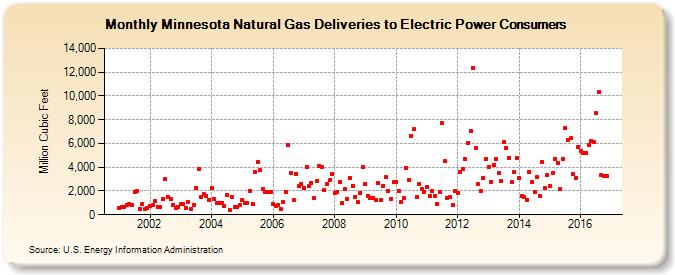 Monthly Minnesota Natural Gas Deliveries to Electric Power Consumers
Million Cubic Feet
14,000
12,000
10,000
8,000
6,000
4,000
2,000
0
2002 2004 2006 2008 2010 2012 2014 2016
Source: U.S. Energy Information Administration